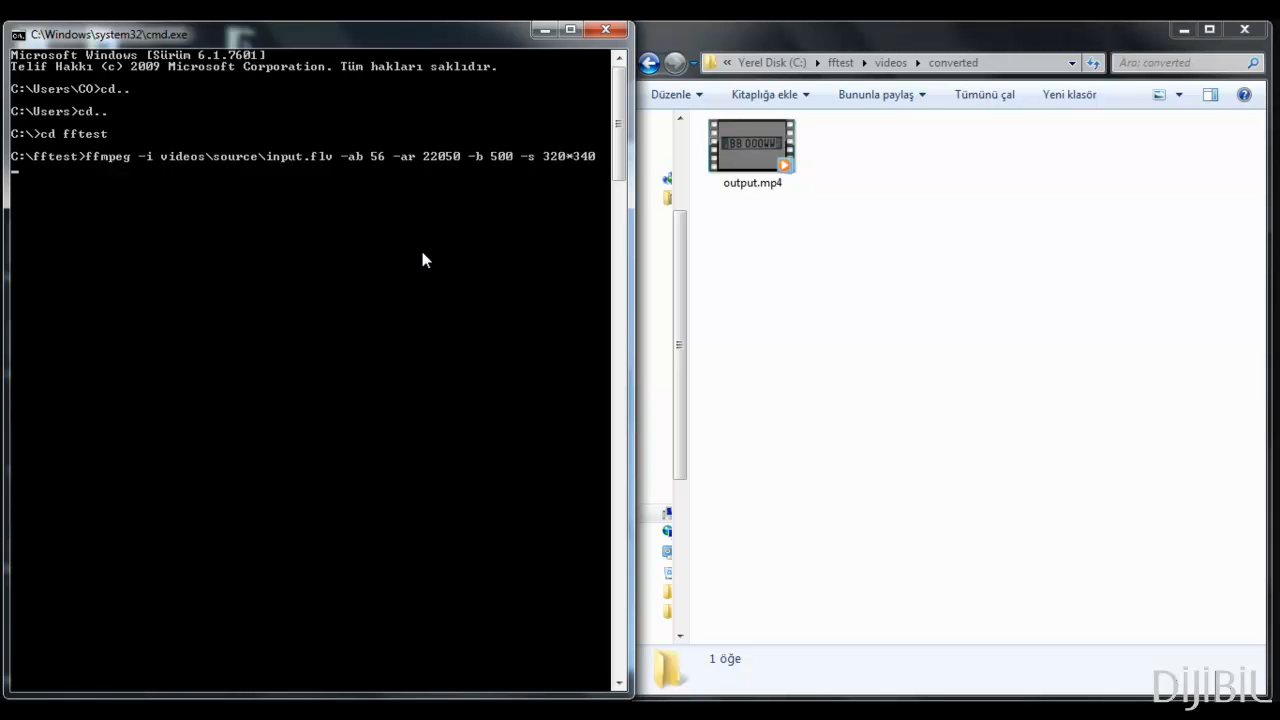 C:\Windows\system32\cmd.exe
Microsoft Windows [Sürüm 6.1.7601]
Telif Hakkı (c) 2009 Microsoft Corporation. Tüm hakları saklıdır.
C:\Users\CO>cd..
C:\Users>cd..
C:\>cd fftest
C:\fftest>ffmpeg -i videos\source\input.flv -ab 56 -ar 22050 -b 500 -s 320*340
« Yerel Disk (C:) ▸ fftest ▸ videos ▸ converted
Ara: converted
Düzenle
Kitaplığa ekle
Bununla paylaş
Tümünü çal
Yeni klasör
output.mp4
1 öğe
DijiBiL